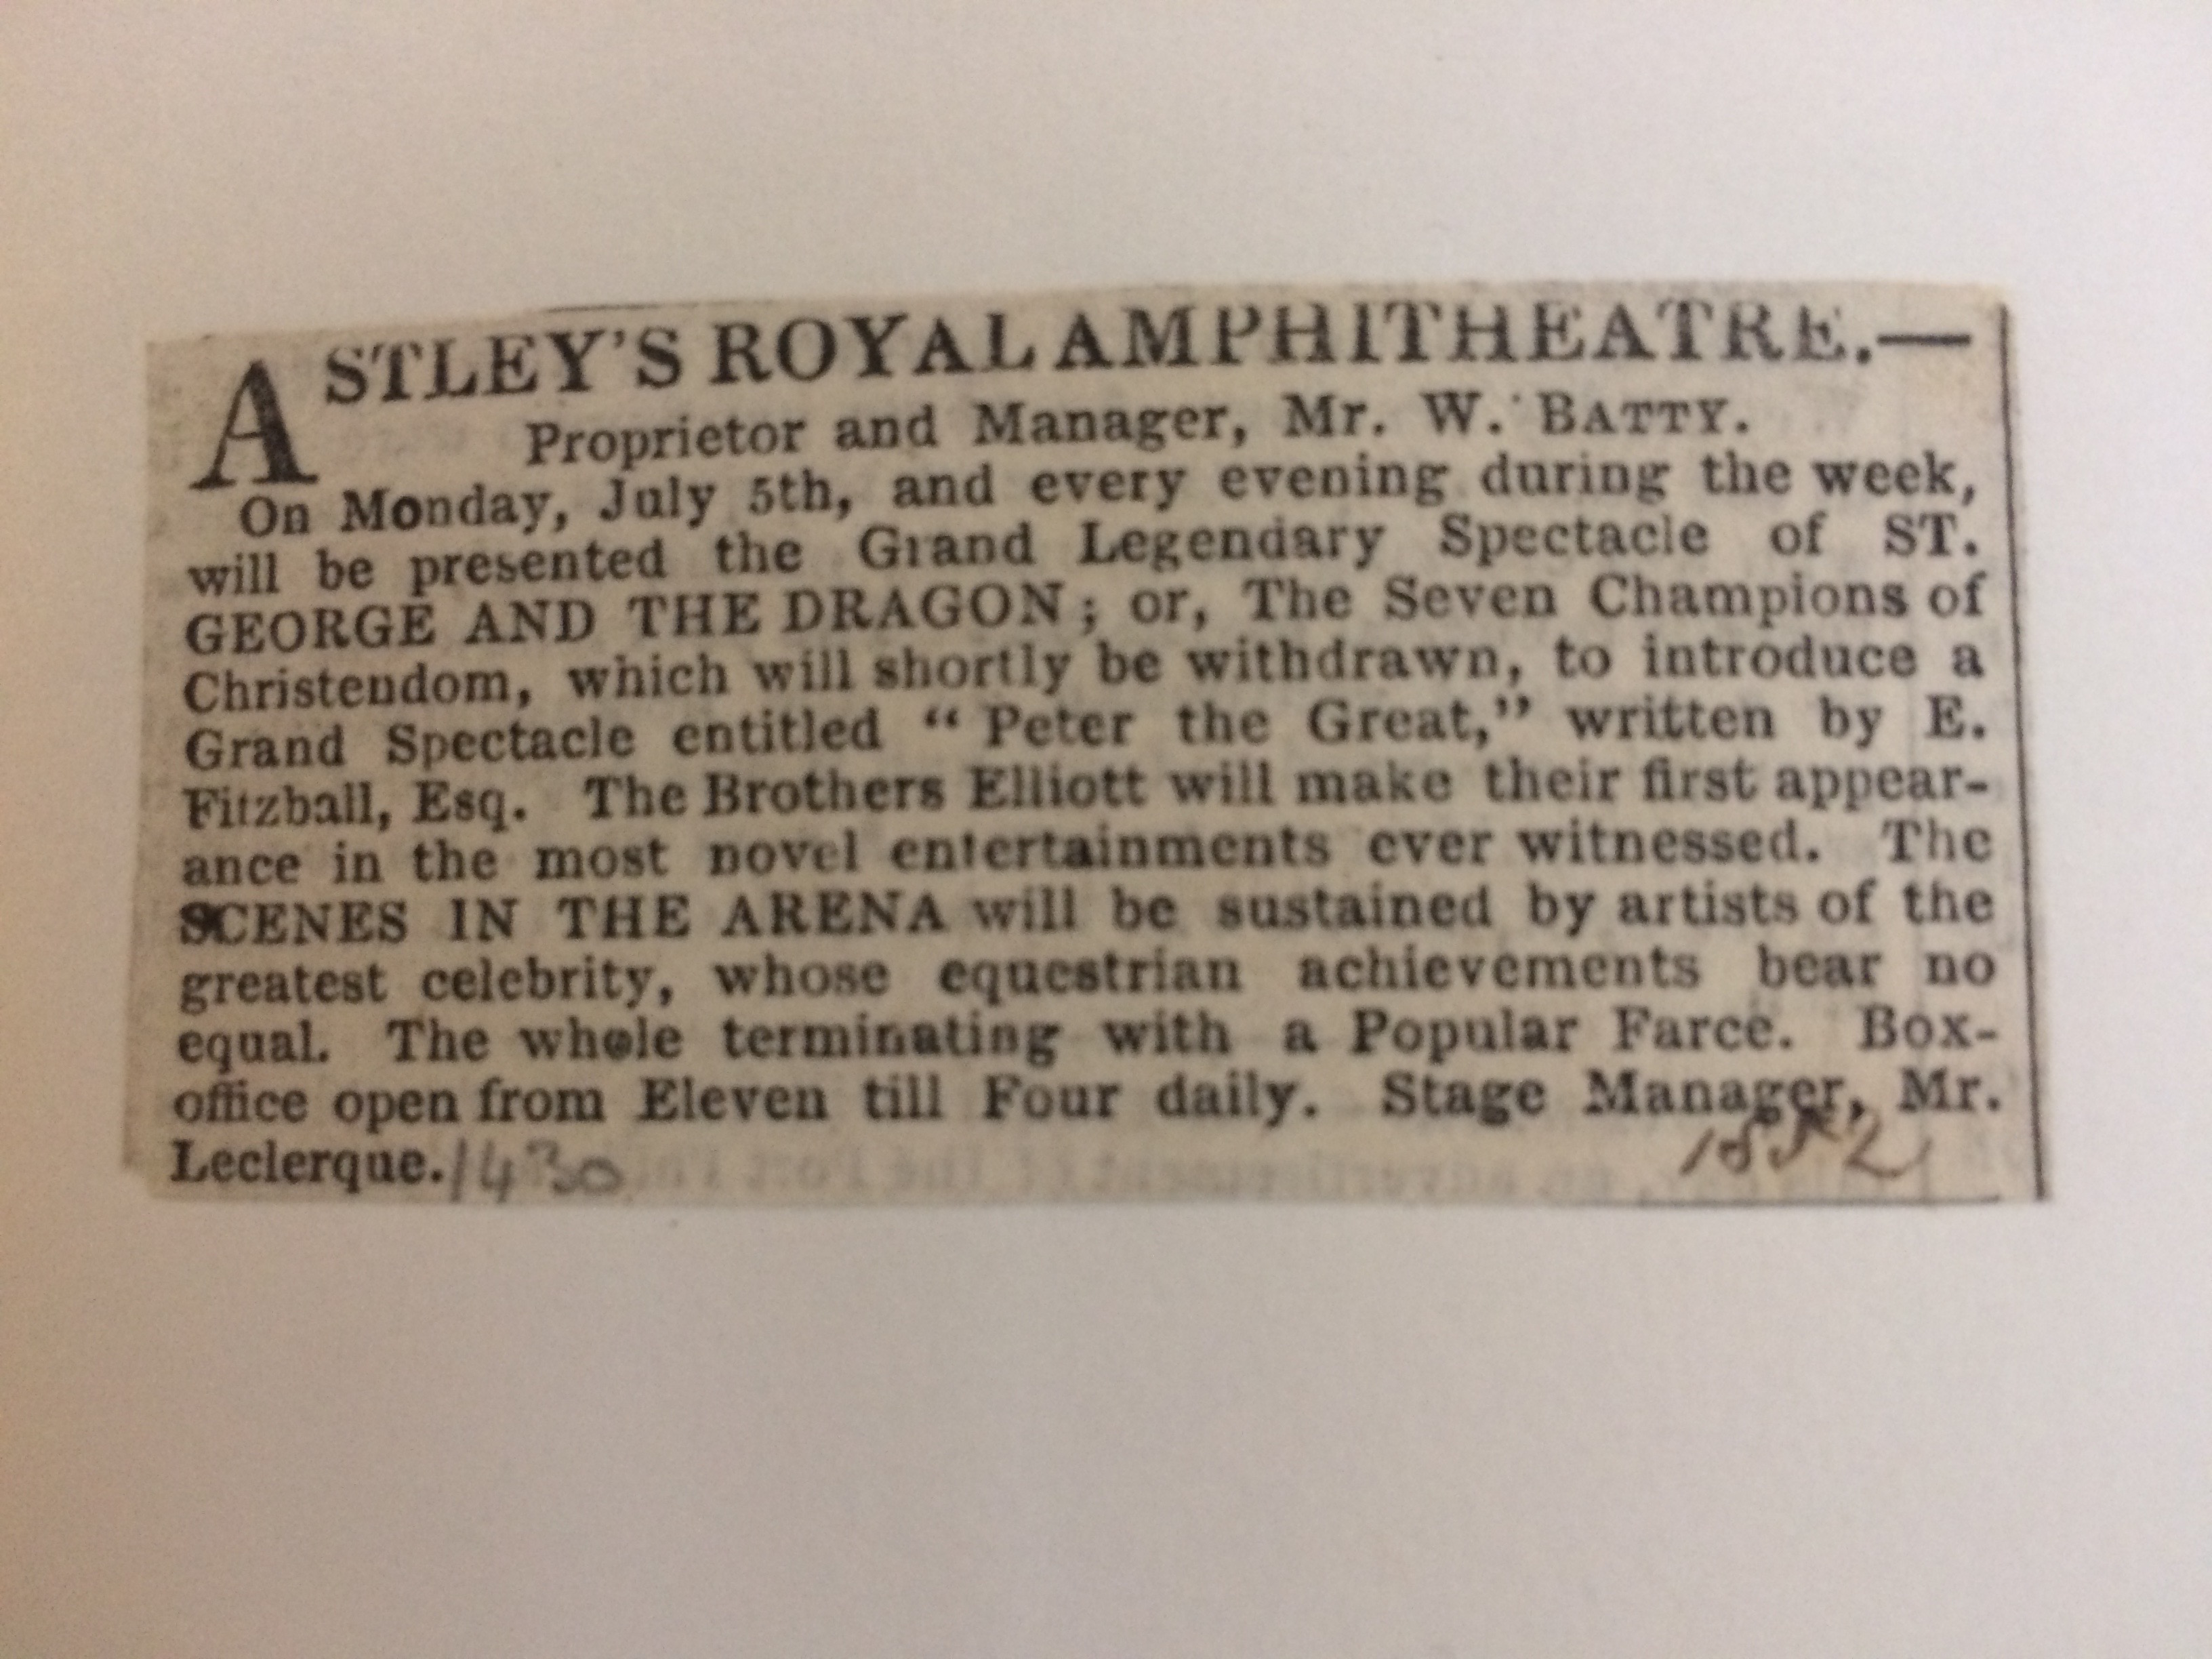 ASTLEY'S ROYAL AMPHITHEATRE.—
Proprietor and Manager, Mr. W. BATTY.
On Monday, July 5th, and every evening during the week,
will be presented the Grand Legendary Spectacle of ST.
GEORGE AND THE DRAGON; or, The Seven Champions of
Christendom, which will shortly be withdrawn, to introduce a
Grand Spectacle entitled "Peter the Great," written by E.
Fitzball, Esq. The Brothers Elliott will make their first appear-
ance in the most novel entertainments ever witnessed. The
SCENES IN THE ARENA will be sustained by artists of the
greatest celebrity, whose equestrian achievements bear no
equal. The whole terminating with a Popular Farce. Box-
office open from Eleven till Four daily. Stage Manager, Mr.
Leclerque. 1430 1852